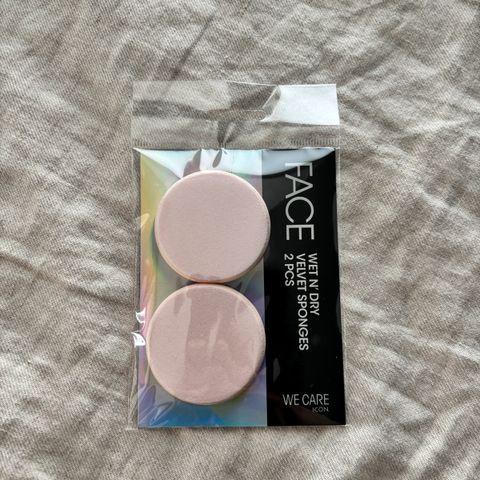 FACE
WET N' DRY
VELVET SPONGES
2 PCS
WE CARE
ICON.